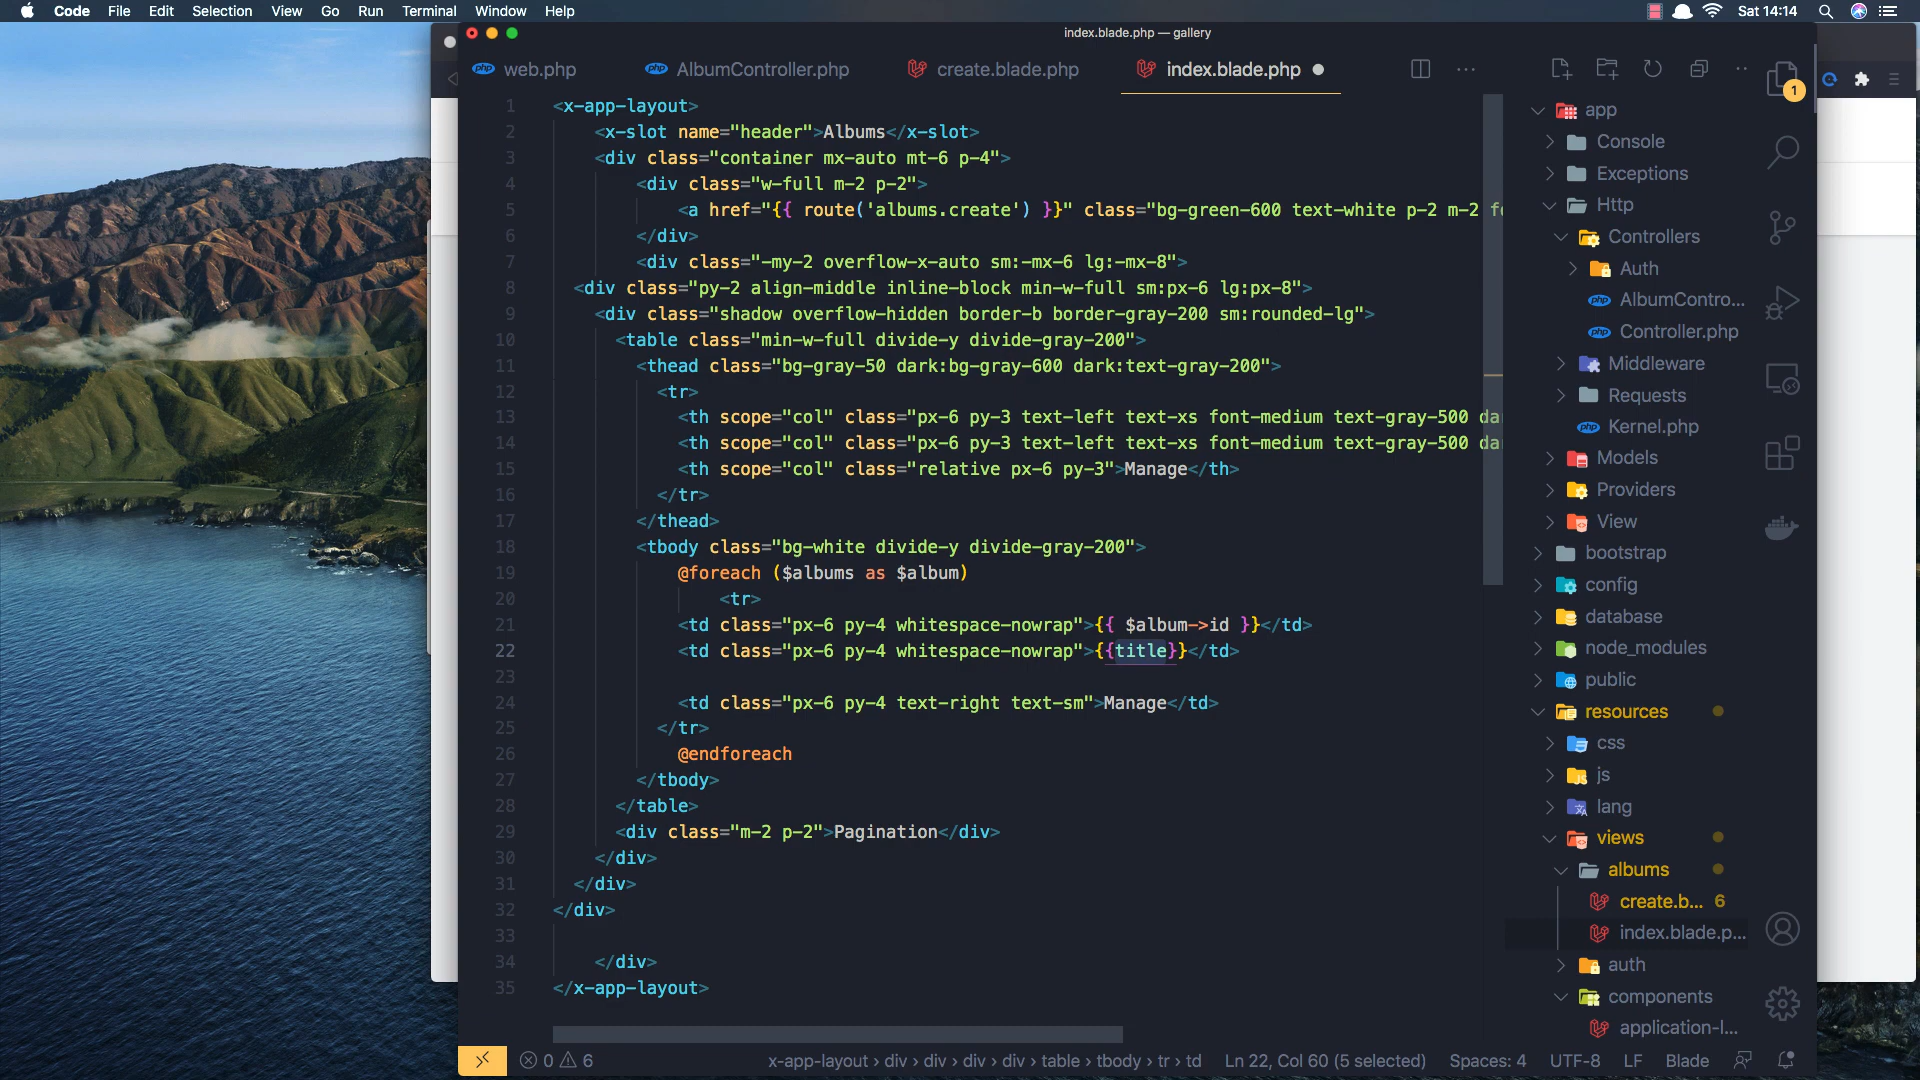 Code File Edit Selection View Go Run Terminal Window Help
Sat 14:14
index.blade.php — gallery
php web.php
php AlbumController.php
create.blade.php
index.blade.php
1
1 <x-app-layout>
2 <x-slot name="header">Albums</x-slot>
3 <div class="container mx-auto mt-6 p-4">
4 <div class="w-full m-2 p-2">
5 <a href="{{ route('albums.create') }}" class="bg-green-600 text-white p-2 m-2 f
6 </div>
7 <div class="-my-2 overflow-x-auto sm:-mx-6 lg:-mx-8">
8 <div class="py-2 align-middle inline-block min-w-full sm:px-6 lg:px-8">
9 <div class="shadow overflow-hidden border-b border-gray-200 sm:rounded-lg">
10 <table class="min-w-full divide-y divide-gray-200">
11 <thead class="bg-gray-50 dark:bg-gray-600 dark:text-gray-200">
12 <tr>
13 <th scope="col" class="px-6 py-3 text-left text-xs font-medium text-gray-500 da
14 <th scope="col" class="px-6 py-3 text-left text-xs font-medium text-gray-500 da
15 <th scope="col" class="relative px-6 py-3">Manage</th>
16 </tr>
17 </thead>
18 <tbody class="bg-white divide-y divide-gray-200">
19 @foreach ($albums as $album)
20 <tr>
21 <td class="px-6 py-4 whitespace-nowrap">{{ $album->id }}</td>
22 <td class="px-6 py-4 whitespace-nowrap">{{title}}</td>
23
24 <td class="px-6 py-4 text-right text-sm">Manage</td>
25 </tr>
26 @endforeach
27 </tbody>
28 </table>
29 <div class="m-2 p-2">Pagination</div>
30 </div>
31 </div>
32 </div>
33
34 </div>
35 </x-app-layout>
app
Console
Exceptions
Http
Controllers
Auth
php AlbumContro...
php Controller.php
Middleware
Requests
php Kernel.php
Models
Providers
View
bootstrap
config
database
node_modules
public
resources
css
js
lang
views
albums
create.b... 6
index.blade.p...
auth
components
application-l...
0 6
x-app-layout › div › div › div › div › table › tbody › tr › td
Ln 22, Col 60 (5 selected)
Spaces: 4
UTF-8
LF
Blade